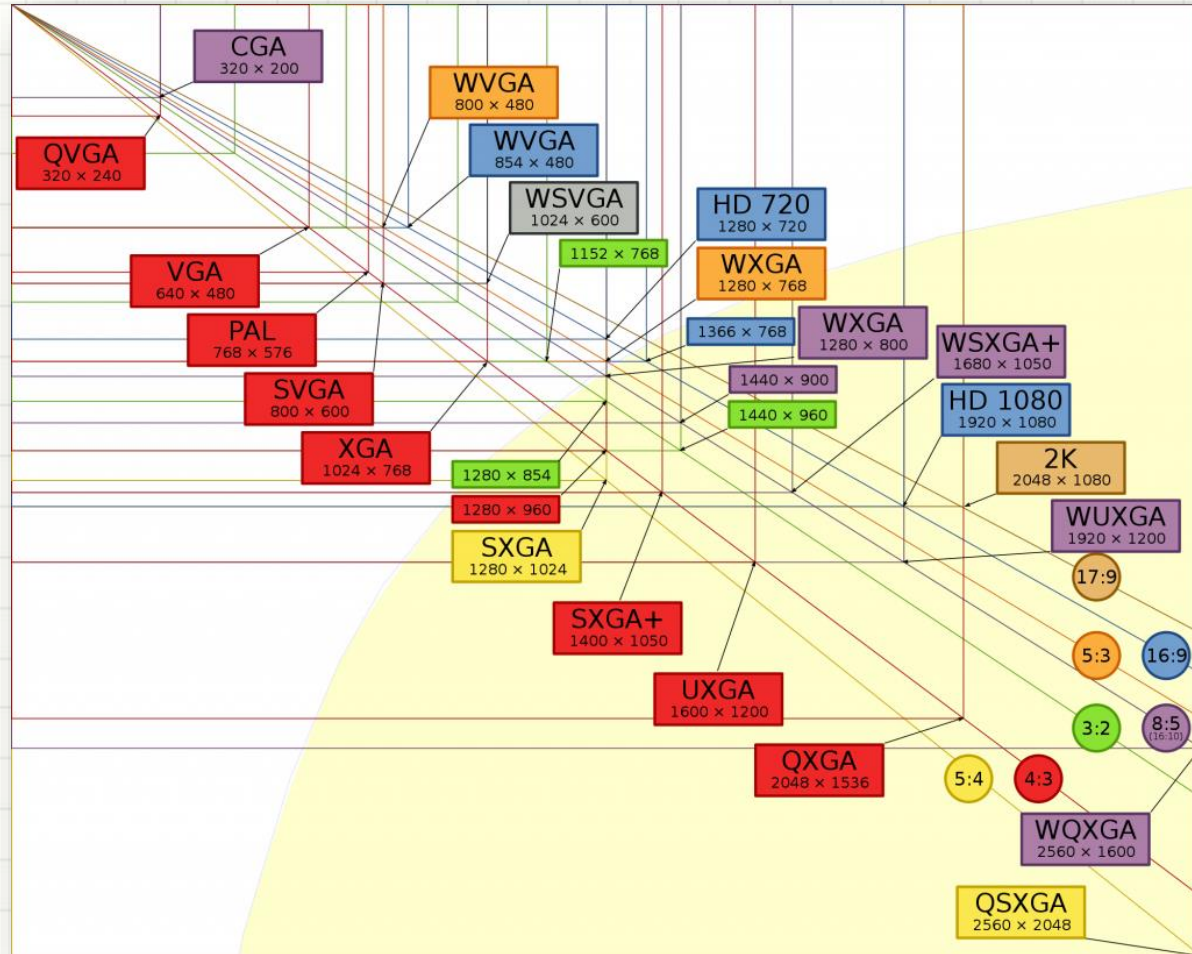 CGA
320 × 200
WVGA
800 × 480
WVGA
854 × 480
QVGA
320 × 240
WSVGA
1024 × 600
HD 720
1280 × 720
1152 × 768
WXGA
1280 × 768
VGA
640 × 480
PAL
768 × 576
1366 × 768
WXGA
1280 × 800
WSXGA+
1680 × 1050
SVGA
800 × 600
1440 × 900
1440 × 960
HD 1080
1920 × 1080
XGA
1024 × 768
1280 × 854
2K
2048 × 1080
1280 × 960
WUXGA
1920 × 1200
SXGA
1280 × 1024
17:9
SXGA+
1400 × 1050
5:3
16:9
UXGA
1600 × 1200
3:2
8:5
(16:10)
QXGA
2048 × 1536
5:4
4:3
WQXGA
2560 × 1600
QSXGA
2560 × 2048